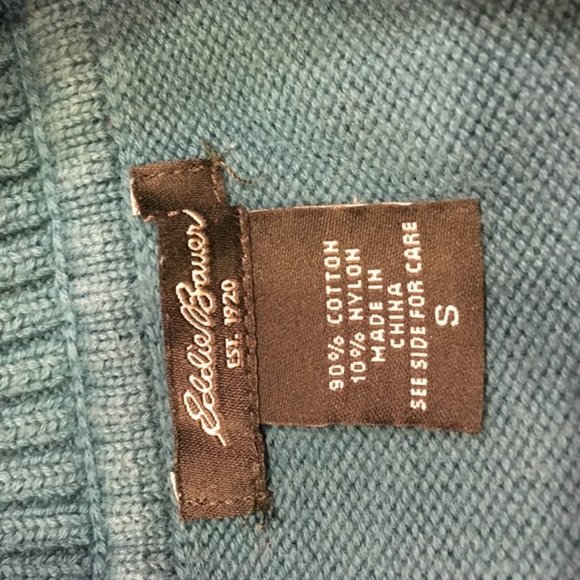 Eddie Bauer
EST. 1920
90% COTTON
10% NYLON
MADE IN
CHINA
SEE SIDE FOR CARE
S